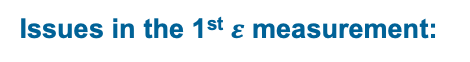 Issues in the 1st ε measurement: